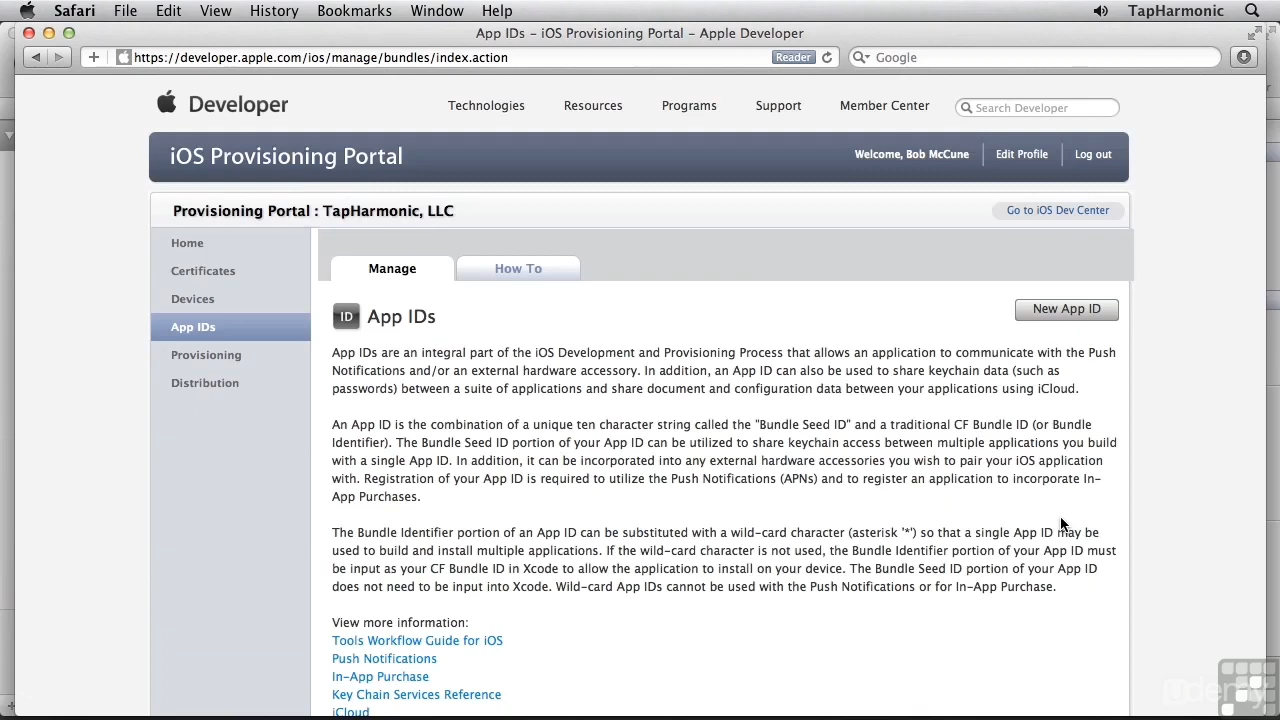 Safari File Edit View History Bookmarks Window Help TapHarmonic
App IDs – iOS Provisioning Portal – Apple Developer
https://developer.apple.com/ios/manage/bundles/index.action Reader Google
Developer Technologies Resources Programs Support Member Center Search Developer
iOS Provisioning Portal Welcome, Bob McCune Edit Profile Log out
Provisioning Portal : TapHarmonic, LLC Go to iOS Dev Center
Home
Certificates
Devices
App IDs
Provisioning
Distribution
Manage How To
ID App IDs New App ID
App IDs are an integral part of the iOS Development and Provisioning Process that allows an application to communicate with the Push
Notifications and/or an external hardware accessory. In addition, an App ID can also be used to share keychain data (such as
passwords) between a suite of applications and share document and configuration data between your applications using iCloud.
An App ID is the combination of a unique ten character string called the "Bundle Seed ID" and a traditional CF Bundle ID (or Bundle
Identifier). The Bundle Seed ID portion of your App ID can be utilized to share keychain access between multiple applications you build
with a single App ID. In addition, it can be incorporated into any external hardware accessories you wish to pair your iOS application
with. Registration of your App ID is required to utilize the Push Notifications (APNs) and to register an application to incorporate In-
App Purchases.
The Bundle Identifier portion of an App ID can be substituted with a wild-card character (asterisk '*') so that a single App ID may be
used to build and install multiple applications. If the wild-card character is not used, the Bundle Identifier portion of your App ID must
be input as your CF Bundle ID in Xcode to allow the application to install on your device. The Bundle Seed ID portion of your App ID
does not need to be input into Xcode. Wild-card App IDs cannot be used with the Push Notifications or for In-App Purchase.
View more information:
Tools Workflow Guide for iOS
Push Notifications
In-App Purchase
Key Chain Services Reference
iCloud
udemy